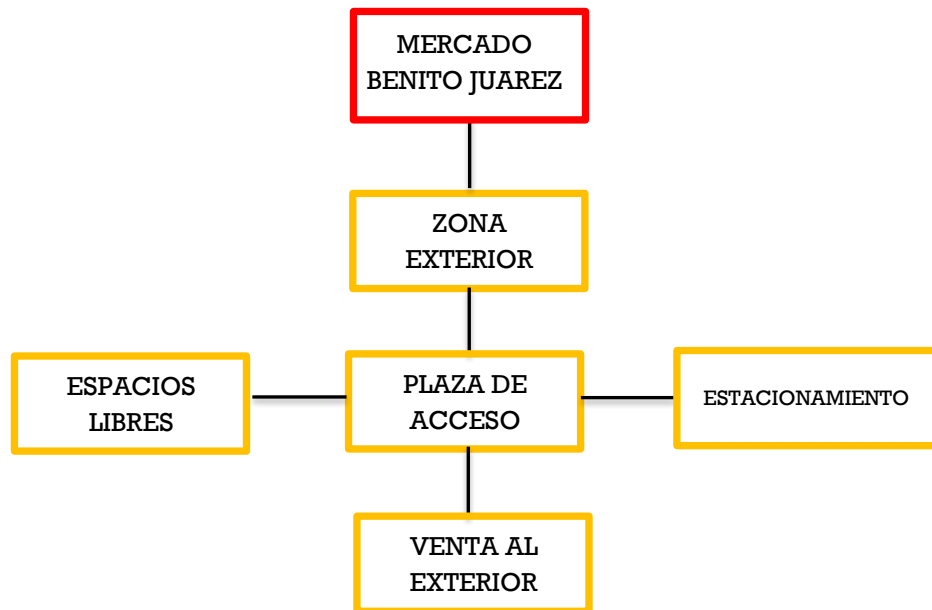 MERCADO
BENITO JUAREZ
ZONA
EXTERIOR
ESPACIOS
LIBRES
PLAZA DE
ACCESO
ESTACIONAMIENTO
VENTA AL
EXTERIOR